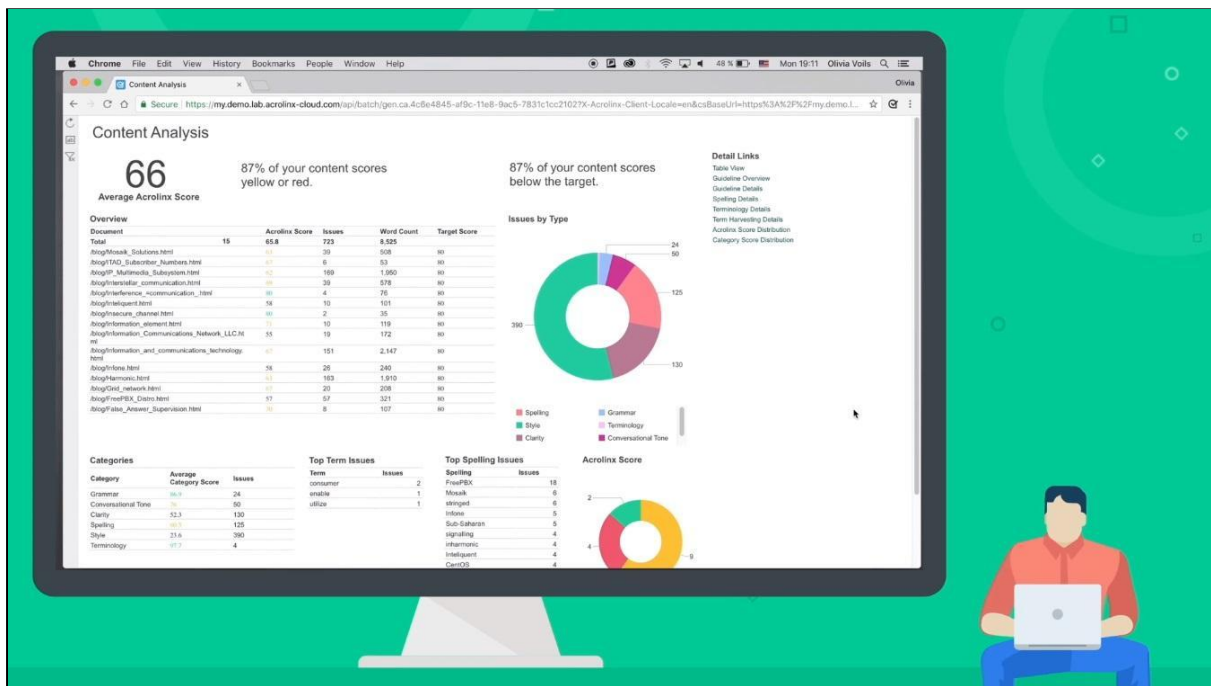 Chrome File Edit View History Bookmarks People Window Help 48 % Mon 19:11 Olivia Voils
Content Analysis Olivia
Secure https://my.demo.lab.acrolinx-cloud.com/api/batch/gen.ca.4c6e4845-af9c-11e8-9ac5-7831c1cc2102?X-Acrolinx-Client-Locale=en&csBaseUrl=https%3A%2F%2Fmy.demo.l...
Content Analysis
66
Average Acrolinx Score
87% of your content scores
yellow or red.
87% of your content scores
below the target.
Detail Links
Table View
Guideline Overview
Guideline Details
Spelling Details
Terminology Details
Term Harvesting Details
Acrolinx Score Distribution
Category Score Distribution
Overview
Document Acrolinx Score Issues Word Count Target Score
Total 15 65.8 723 8,525
/blog/Mosaik_Solutions.html 39 508 80
/blog/ITAD_Subscriber_Numbers.html 6 53 80
/blog/IP_Multimedia_Subsystem.html 169 1,950 80
/blog/Interstellar_communication.html 39 578 80
/blog/Interference_=communication_.html 80 4 76 80
/blog/Inteliquent.html 58 10 101 80
/blog/Insecure_channel.html 80 2 35 80
/blog/Information_element.html 10 119 80
/blog/Information_Communications_Network_LLC.ht
ml 55 19 172 80
/blog/Information_and_communications_technology.
html 151 2,147 80
/blog/Infone.html 58 26 240 80
/blog/Harmonic.html 163 1,910 80
/blog/Grid_network.html 20 208 80
/blog/FreePBX_Distro.html 57 57 321 80
/blog/False_Answer_Supervision.html 8 107 80
Issues by Type
24
50
125
390
130
Spelling Grammar
Style Terminology
Clarity Conversational Tone
Categories
Category Average
Category Score Issues
Grammar 24
Conversational Tone 50
Clarity 52.3 130
Spelling 125
Style 23.6 390
Terminology 4
Top Term Issues
Term Issues
consumer 2
enable 1
utilize 1
Top Spelling Issues
Spelling Issues
FreePBX 18
Mosaik 6
stringed 6
Infone 5
Sub-Saharan 5
signaling 4
inharmonic 4
Inteliquent 4
CentOS 4
Acrolinx Score
2
4
9